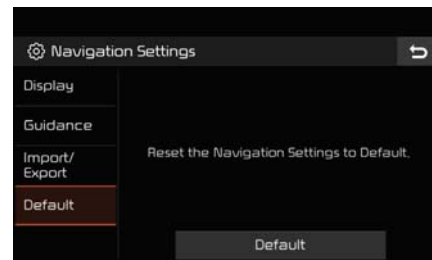 Navigation Settings
Display
Guidance
Import/
Export
Default
Reset the Navigation Settings to Default.
Default